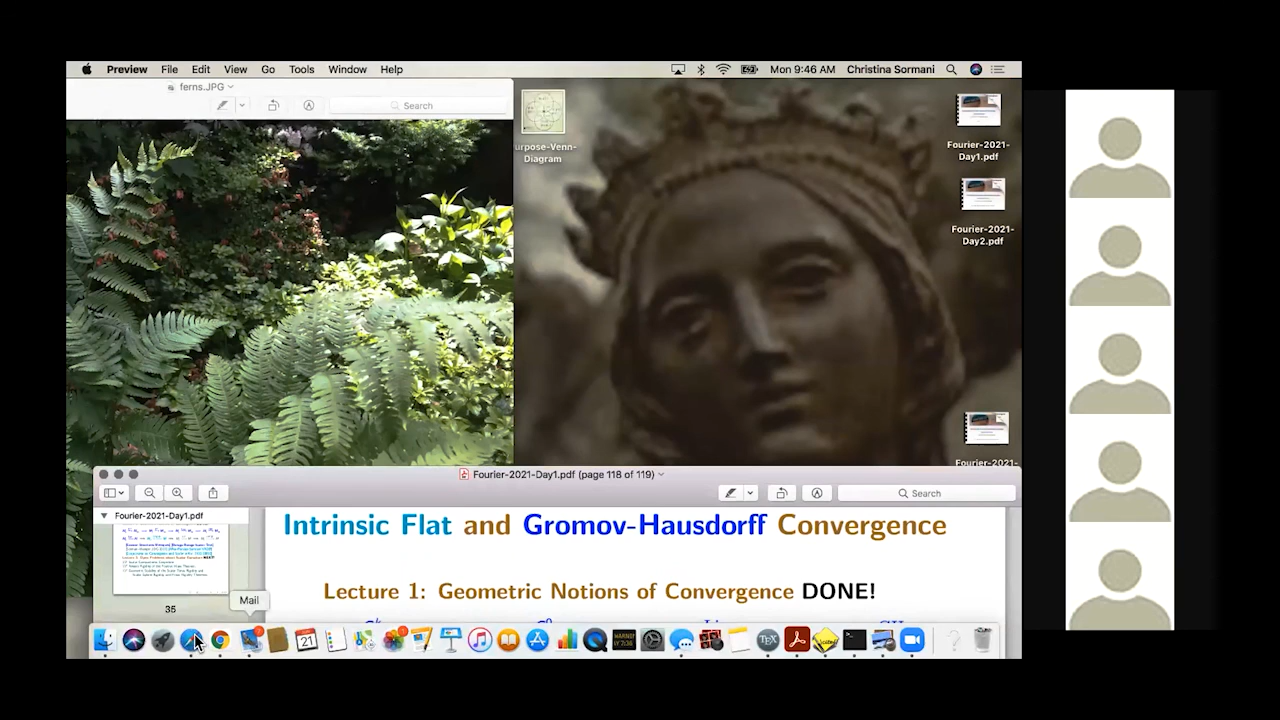 Preview File Edit View Go Tools Window Help Mon 9:46 AM Christina Sormani
ferns.JPG
Search
urpose-Venn-
Diagram
Fourier-2021-
Day1.pdf
Fourier-2021-
Day2.pdf
Fourier-2021-
Fourier-2021-Day1.pdf (page 118 of 119)
Search
Fourier-2021-Day1.pdf
35
Intrinsic Flat and Gromov-Hausdorff Convergence
Lecture 1: Geometric Notions of Convergence DONE!
Mail
21
TEX